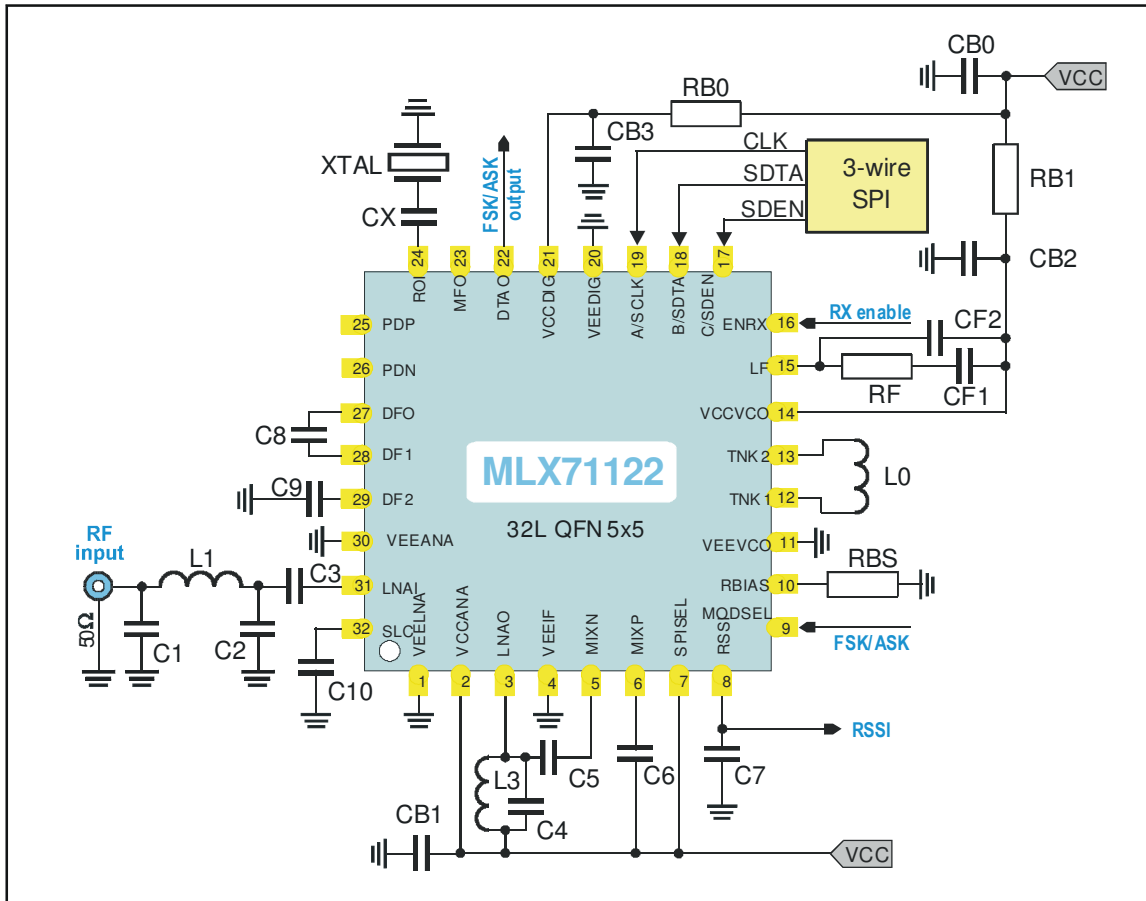 CB0
VCC
RB0
CB3
CLK
SDTA
SDEN
3-wire
SPI
RB1
XTAL
CX
FSK/ASK
output
CB2
24
23
22
21
20
19
18
17
ROI
MFO
DTAO
VCCDIG
VEEDIG
A/SCLK
B/SDTA
C/SDEN
25 PDP
26 PDN
27 DFO
28 DF1
29 DF2
30 VEEANA
31 LNAI
32 SLC
C8
C9
RF
input
50Ω
L1
C3
C1
C2
C10
MLX71122
32L QFN 5x5
ENRX 16
RX enable
CF2
LF 15
RF
CF1
VCCVCO 14
TNK2 13
L0
TNK1 12
VEEVCO 11
RBIAS 10
RBS
MODSEL
9
FSK/ASK
VEELNA
VCCANA
LNAO
VEEIF
MIXN
MIXP
SPISEL
RSSI
1
2
3
4
5
6
7
8
RSSI
L3
C5
C6
C7
C4
CB1
VCC